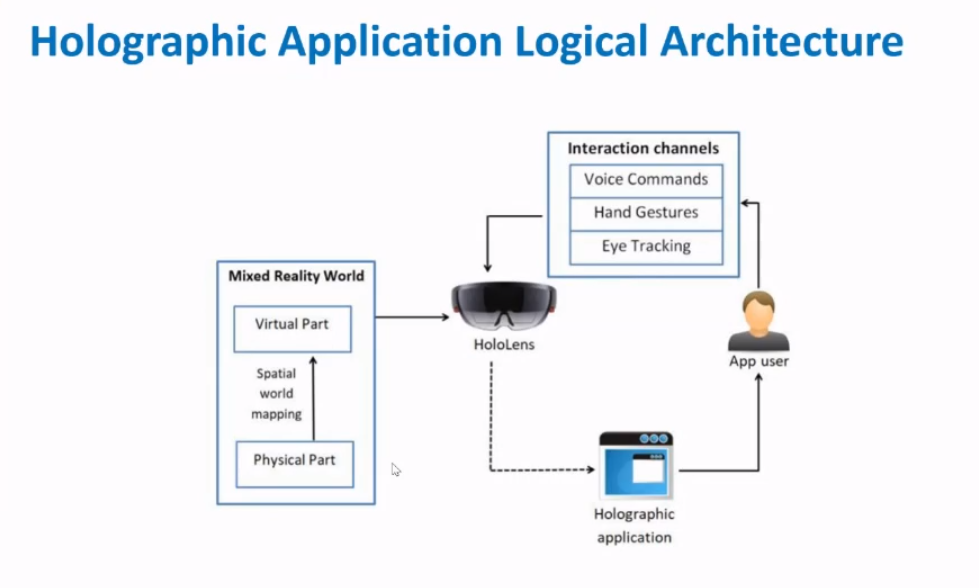 Holographic Application Logical Architecture
Interaction channels
Voice Commands
Hand Gestures
Eye Tracking
Mixed Reality World
Virtual Part
Spatial
world
mapping
Physical Part
HoloLens
App user
Holographic
application